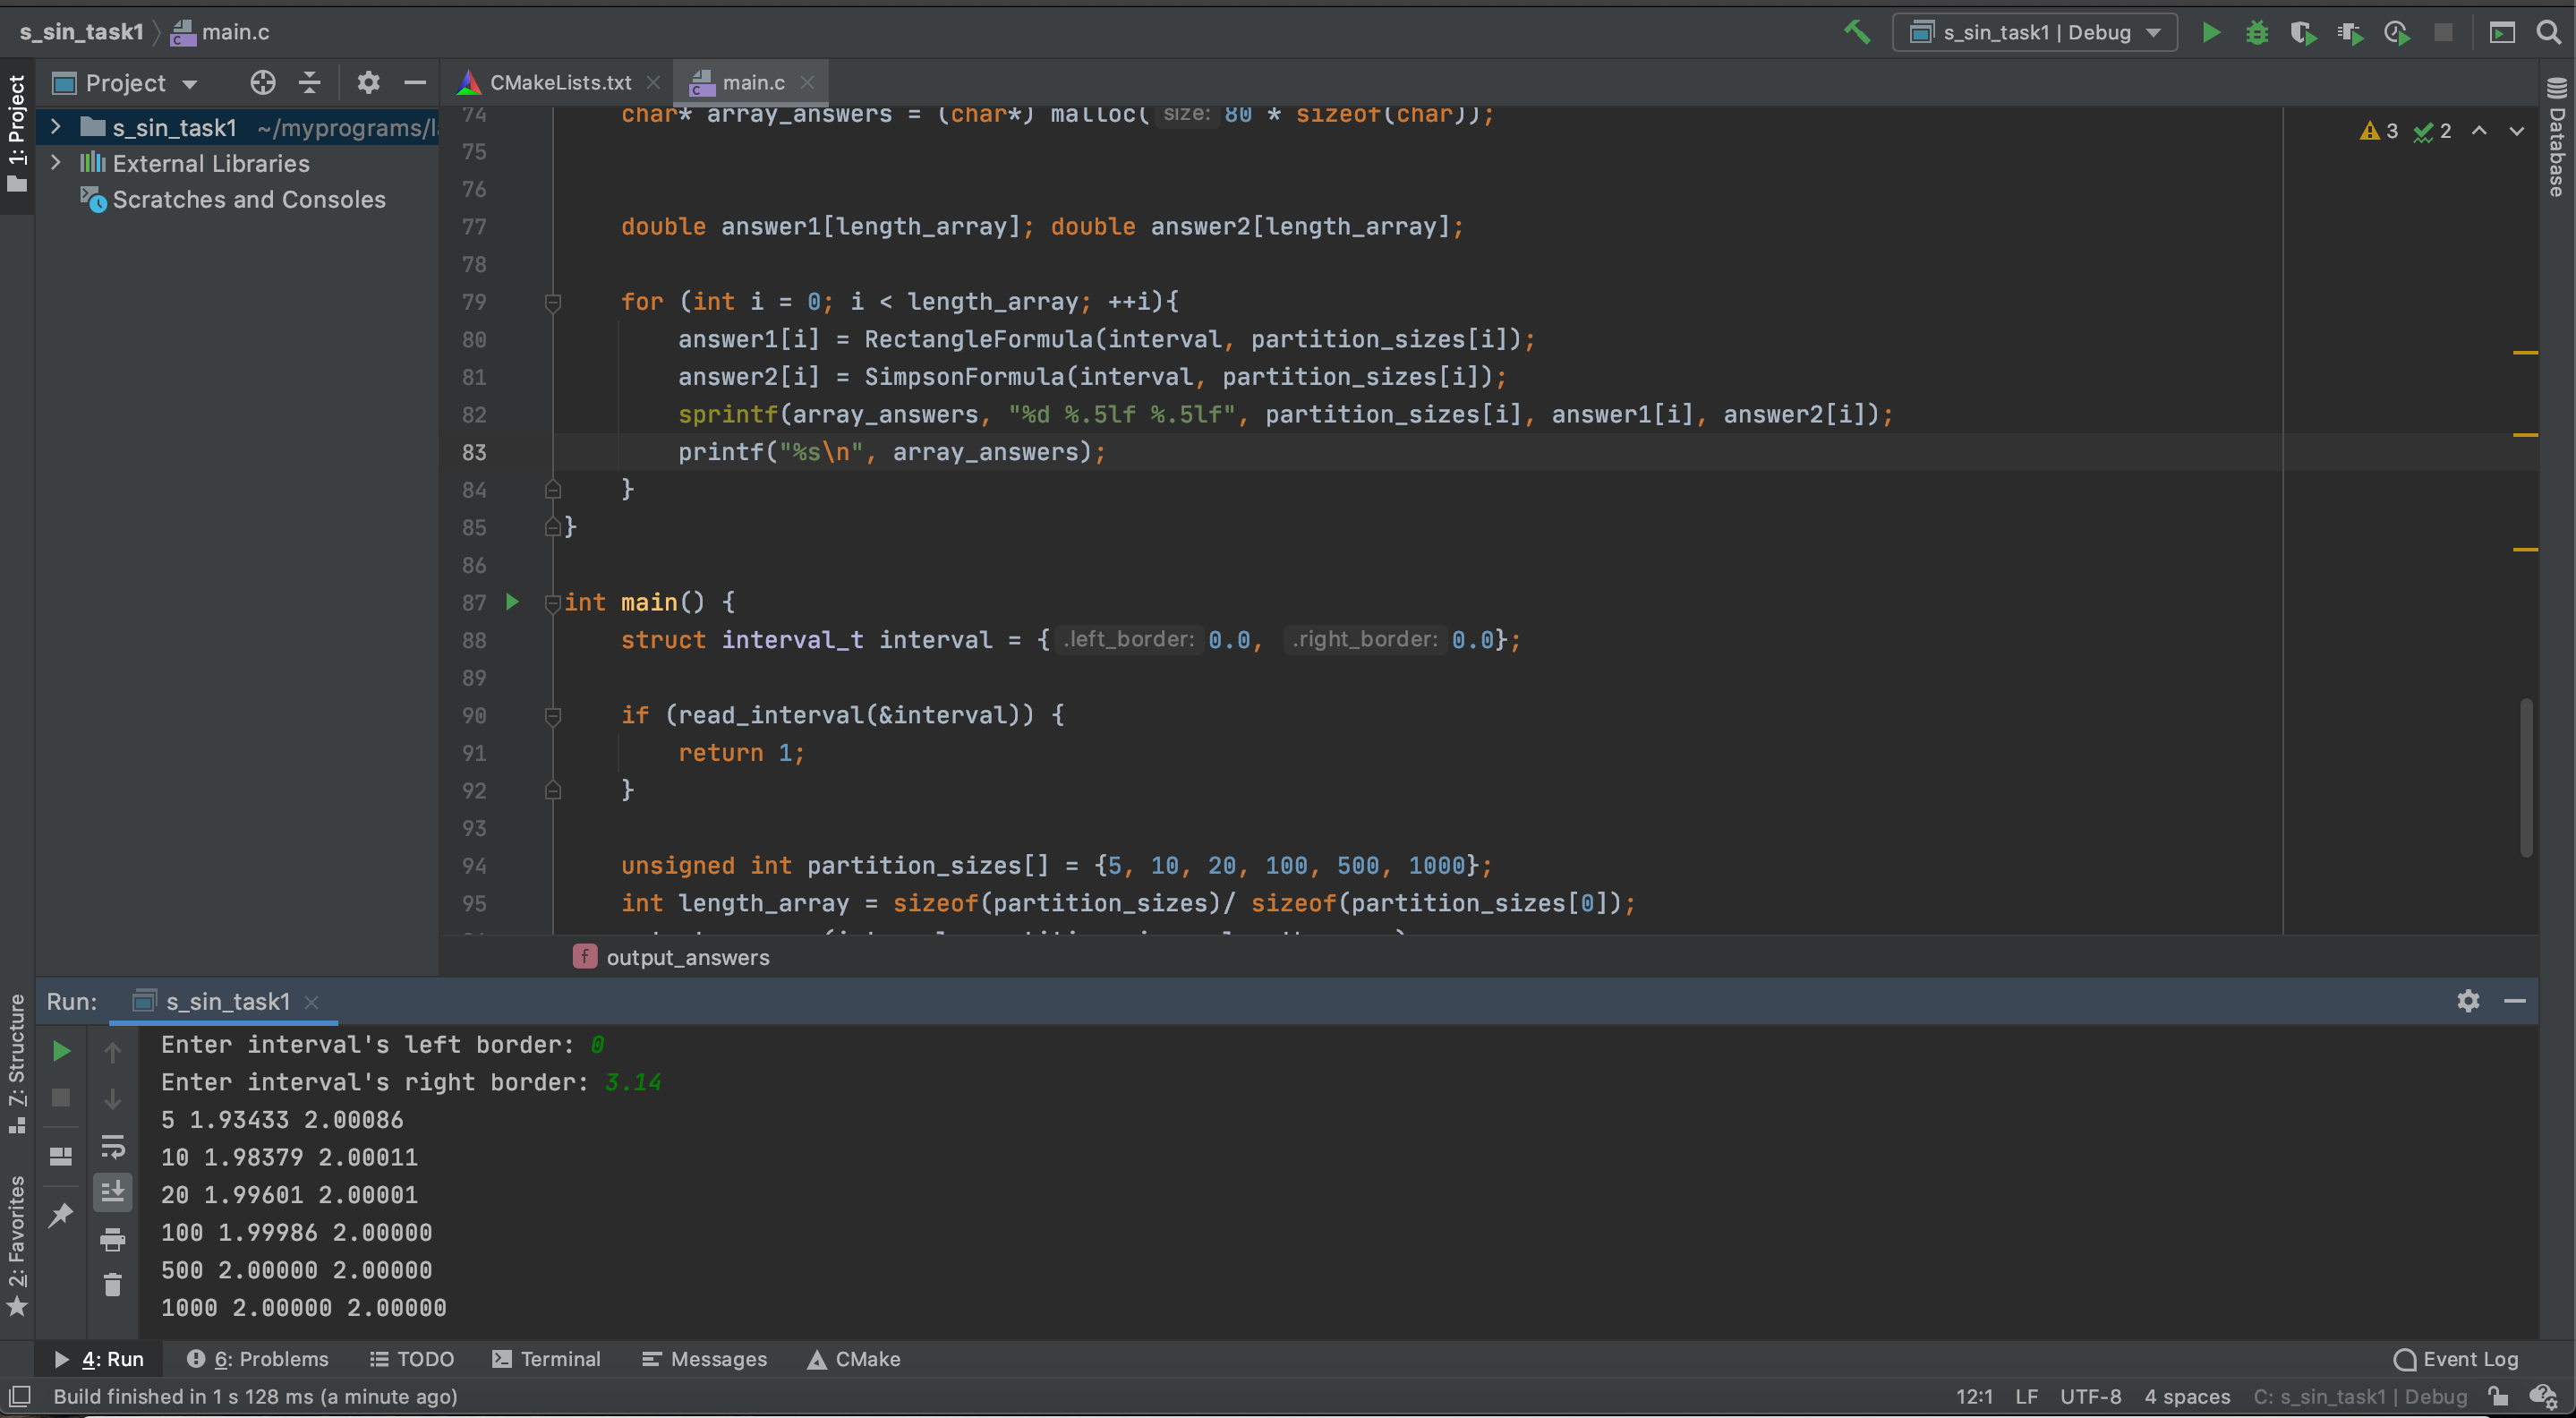 s_sin_task1 main.c s_sin_task1 | Debug
1: Project Project CMakeLists.txt main.c
s_sin_task1 ~/myprograms/
External Libraries
Scratches and Consoles
3 2
Database
74 char* array_answers = (char*) malloc( size: 80 * sizeof(char));
75
76
77 double answer1[length_array]; double answer2[length_array];
78
79 for (int i = 0; i < length_array; ++i){
80 answer1[i] = RectangleFormula(interval, partition_sizes[i]);
81 answer2[i] = SimpsonFormula(interval, partition_sizes[i]);
82 sprintf(array_answers, "%d %.5lf %.5lf", partition_sizes[i], answer1[i], answer2[i]);
83 printf("%s\n", array_answers);
84 }
85 }
86
87 int main() {
88 struct interval_t interval = { .left_border: 0.0, .right_border: 0.0};
89
90 if (read_interval(&interval)) {
91 return 1;
92 }
93
94 unsigned int partition_sizes[] = {5, 10, 20, 100, 500, 1000};
95 int length_array = sizeof(partition_sizes)/ sizeof(partition_sizes[0]);
f output_answers
Run: s_sin_task1
Enter interval's left border: 0
Enter interval's right border: 3.14
5 1.93433 2.00086
10 1.98379 2.00011
20 1.99601 2.00001
100 1.99986 2.00000
500 2.00000 2.00000
1000 2.00000 2.00000
7: Structure
2: Favorites
4: Run 6: Problems TODO Terminal Messages CMake Event Log
Build finished in 1 s 128 ms (a minute ago) 12:1 LF UTF-8 4 spaces C: s_sin_task1 | Debug